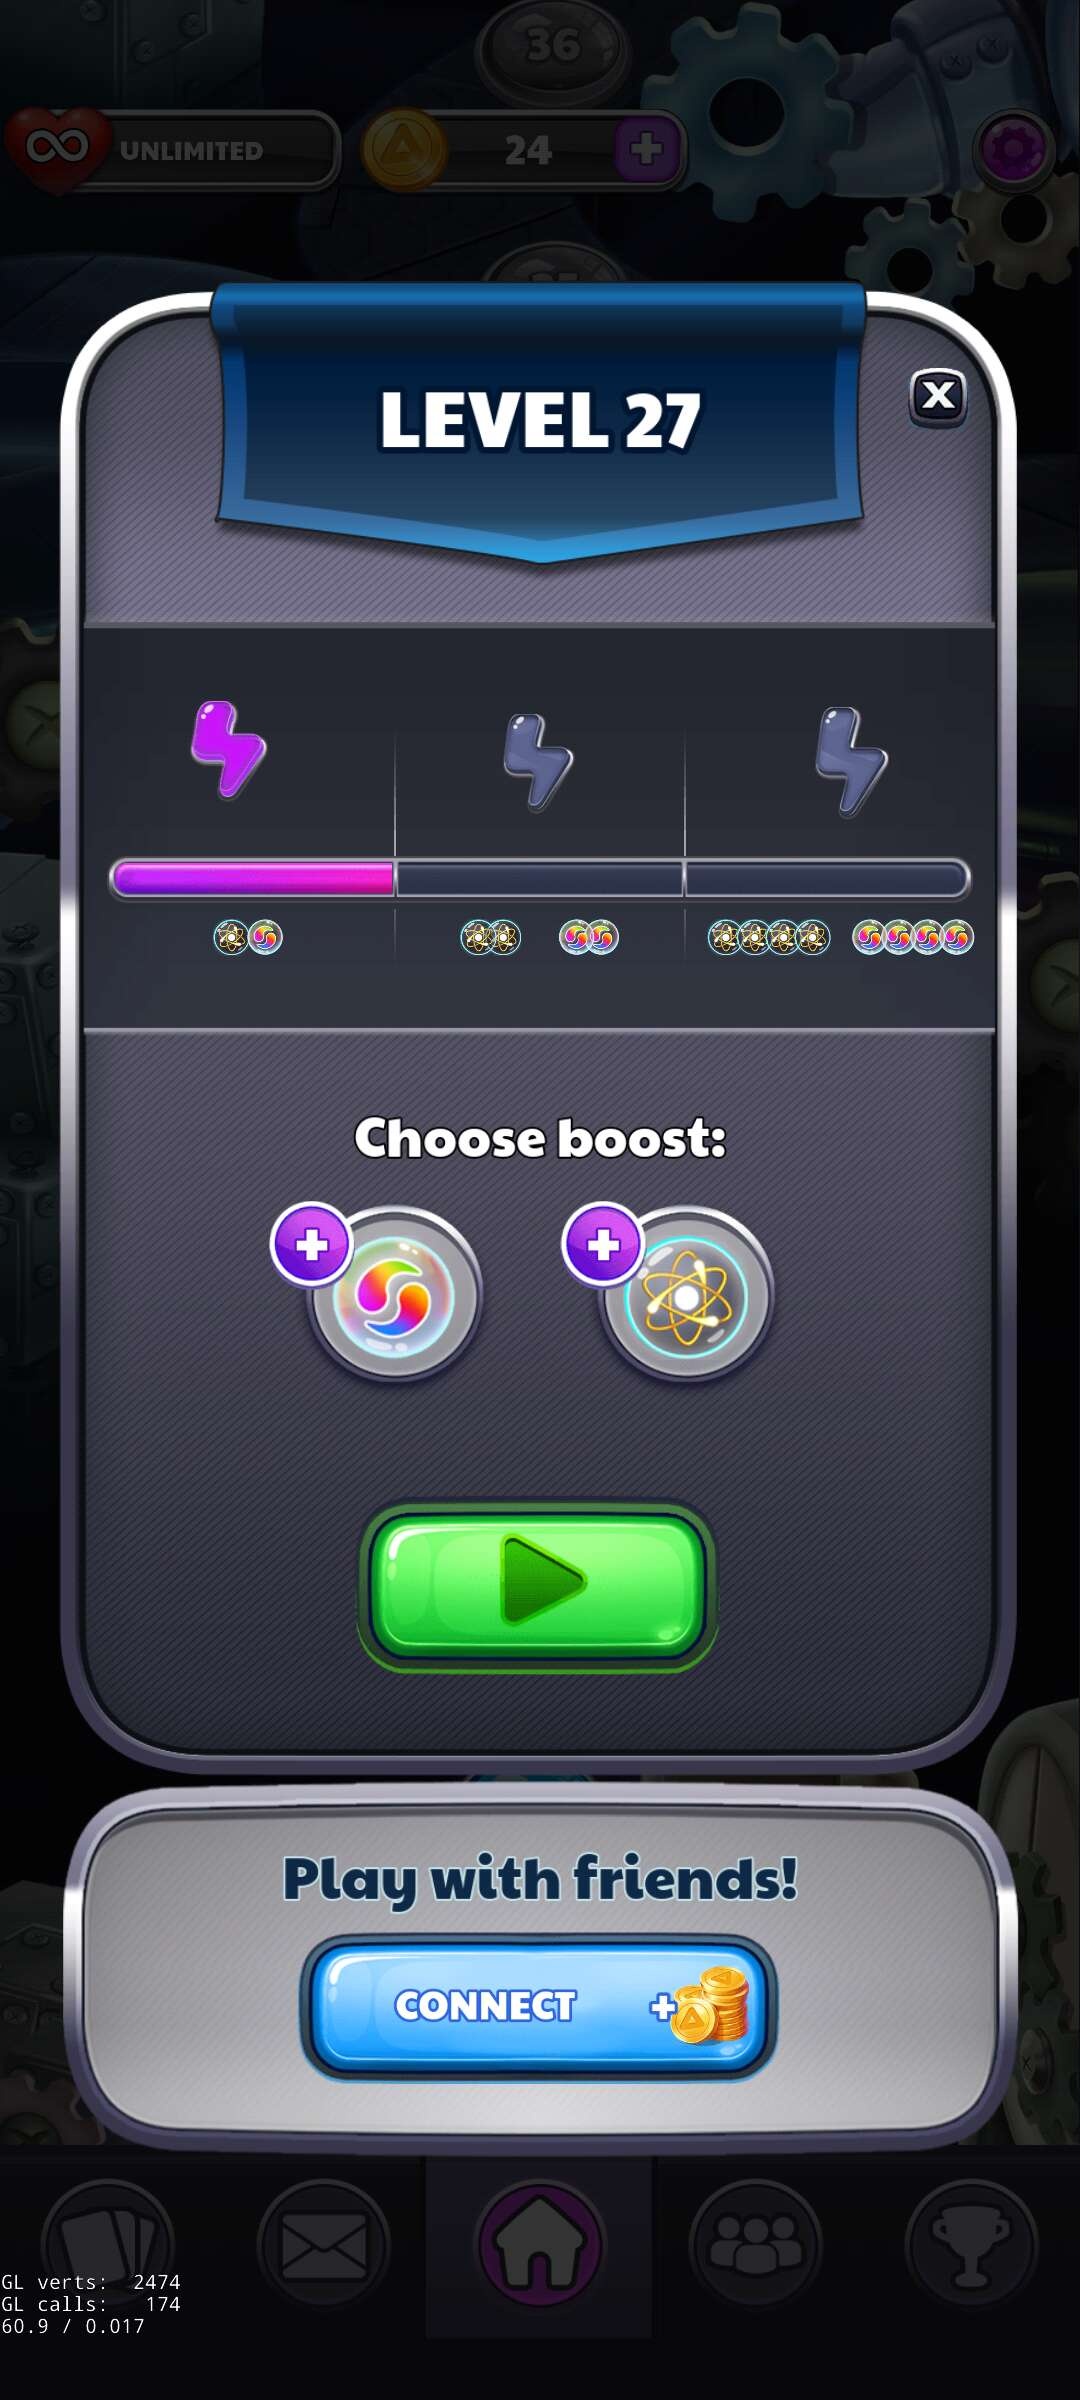 36
UNLIMITED
24
LEVEL 27
X
Choose boost:
Play with friends!
CONNECT +
GL verts: 2474
GL calls: 174
60.9 / 0.017